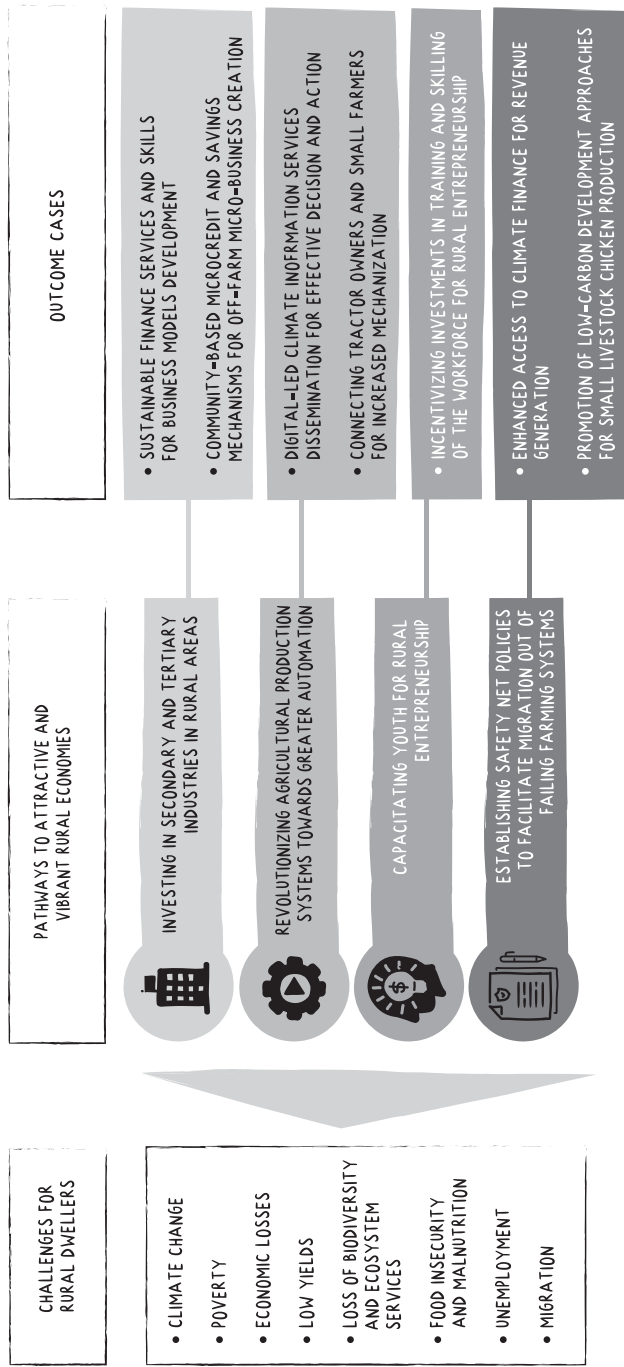 CHALLENGES FOR
RURAL DWELLERS
• CLIMATE CHANGE
• POVERTY
• ECONOMIC LOSSES
• LOW YIELDS
• LOSS OF BIODIVERSITY
AND ECOSYSTEM
SERVICES
• FOOD INSECURITY
AND MALNUTRITION
• UNEMPLOYMENT
• MIGRATION
PATHWAYS TO ATTRACTIVE AND
VIBRANT RURAL ECONOMIES
INVESTING IN SECONDARY AND TERTIARY
INDUSTRIES IN RURAL AREAS
REVOLUTIONIZING AGRICULTURAL PRODUCTION
SYSTEMS TOWARDS GREATER AUTOMATION
$
CAPACITATING YOUTH FOR RURAL
ENTREPRENEURSHIP
ESTABLISHING SAFETY NET POLICIES
TO FACILITATE MIGRATION OUT OF
FAILING FARMING SYSTEMS
OUTCOME CASES
• SUSTAINABLE FINANCE SERVICES AND SKILLS
FOR BUSINESS MODELS DEVELOPMENT
• COMMUNITY-BASED MICROCREDIT AND SAVINGS
MECHANISMS FOR OFF-FARM MICRO-BUSINESS CREATION
• DIGITAL-LED CLIMATE INOFRMATION SERVICES
DISSEMINATION FOR EFFECTIVE DECISION AND ACTION
• CONNECTING TRACTOR OWNERS AND SMALL FARMERS
FOR INCREASED MECHANIZATION
• INCENTIVIZING INVESTMENTS IN TRAINING AND SKILLING
OF THE WORKFORCE FOR RURAL ENTREPRENEURSHIP
• ENHANCED ACCESS TO CLIMATE FINANCE FOR REVENUE
GENERATION
• PROMOTION OF LOW-CARBON DEVELOPMENT APPROACHES
FOR SMALL LIVESTOCK CHICKEN PRODUCTION